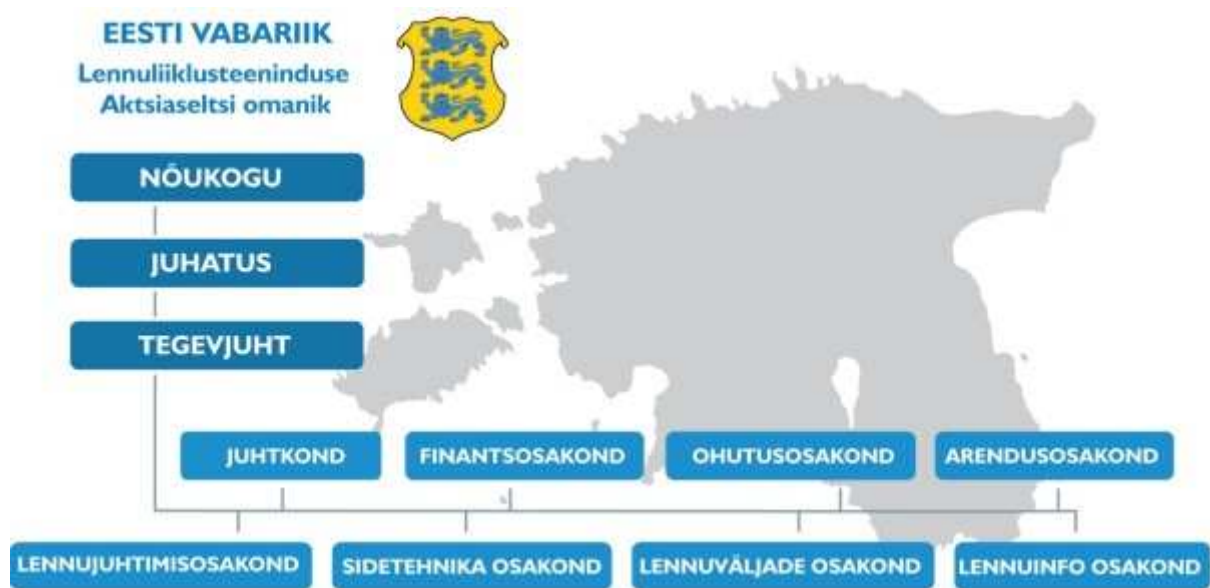 EESTI VABARIIK
Lennuliiklusteeninduse
Aktsiaseltsi omanik
NÕUKOGU
JUHATUS
TEGEVJUHT
JUHTKOND
FINANTSOSAKOND
OHUTUSOSAKOND
ARENDUSOSAKOND
LENNUJUHTIMISOSAKOND
SIDETEHNIKA OSAKOND
LENNUVÄLJADE OSAKOND
LENNUINFO OSAKOND